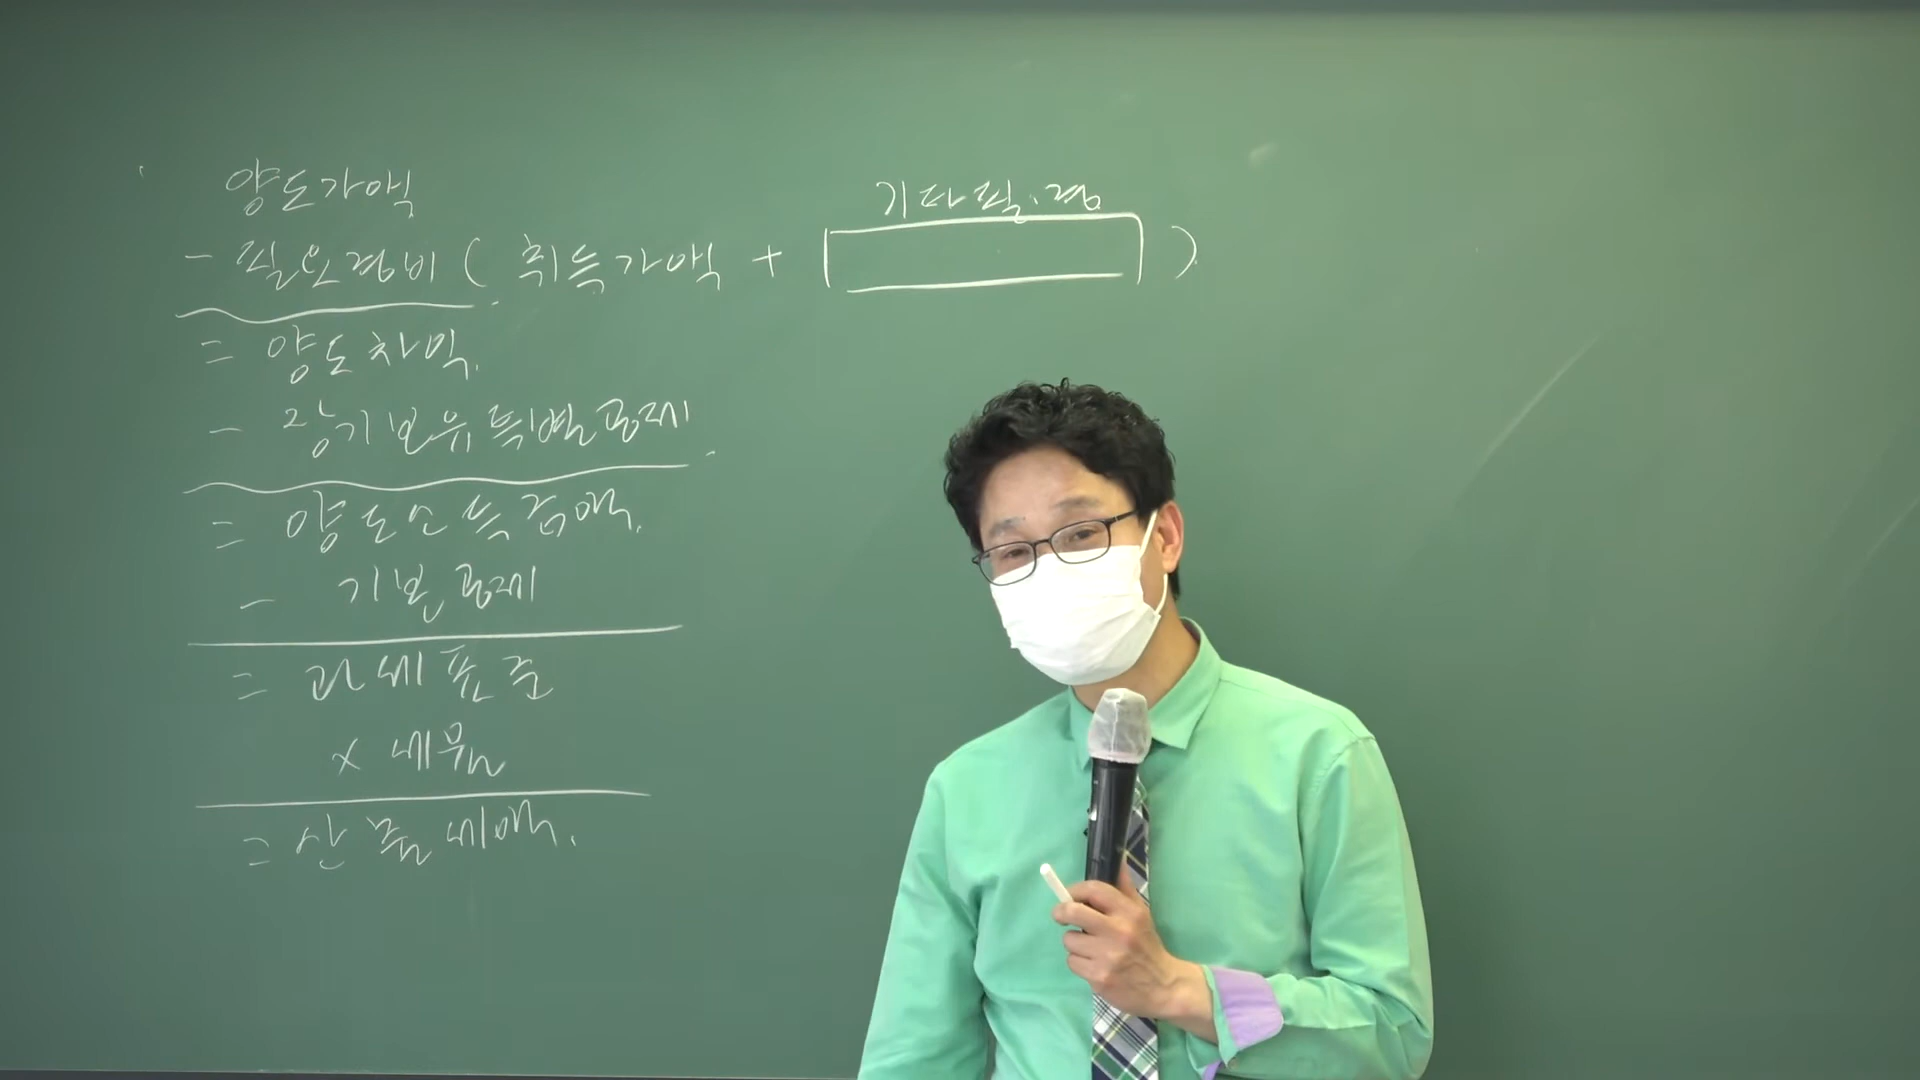 양도가액
기타필.경
- 필요경비 ( 취득가액 + )
= 양도차익.
- 장기보유특별공제
= 양도소득금액.
- 기본공제
= 과세표준
x 세율
= 산출세액.